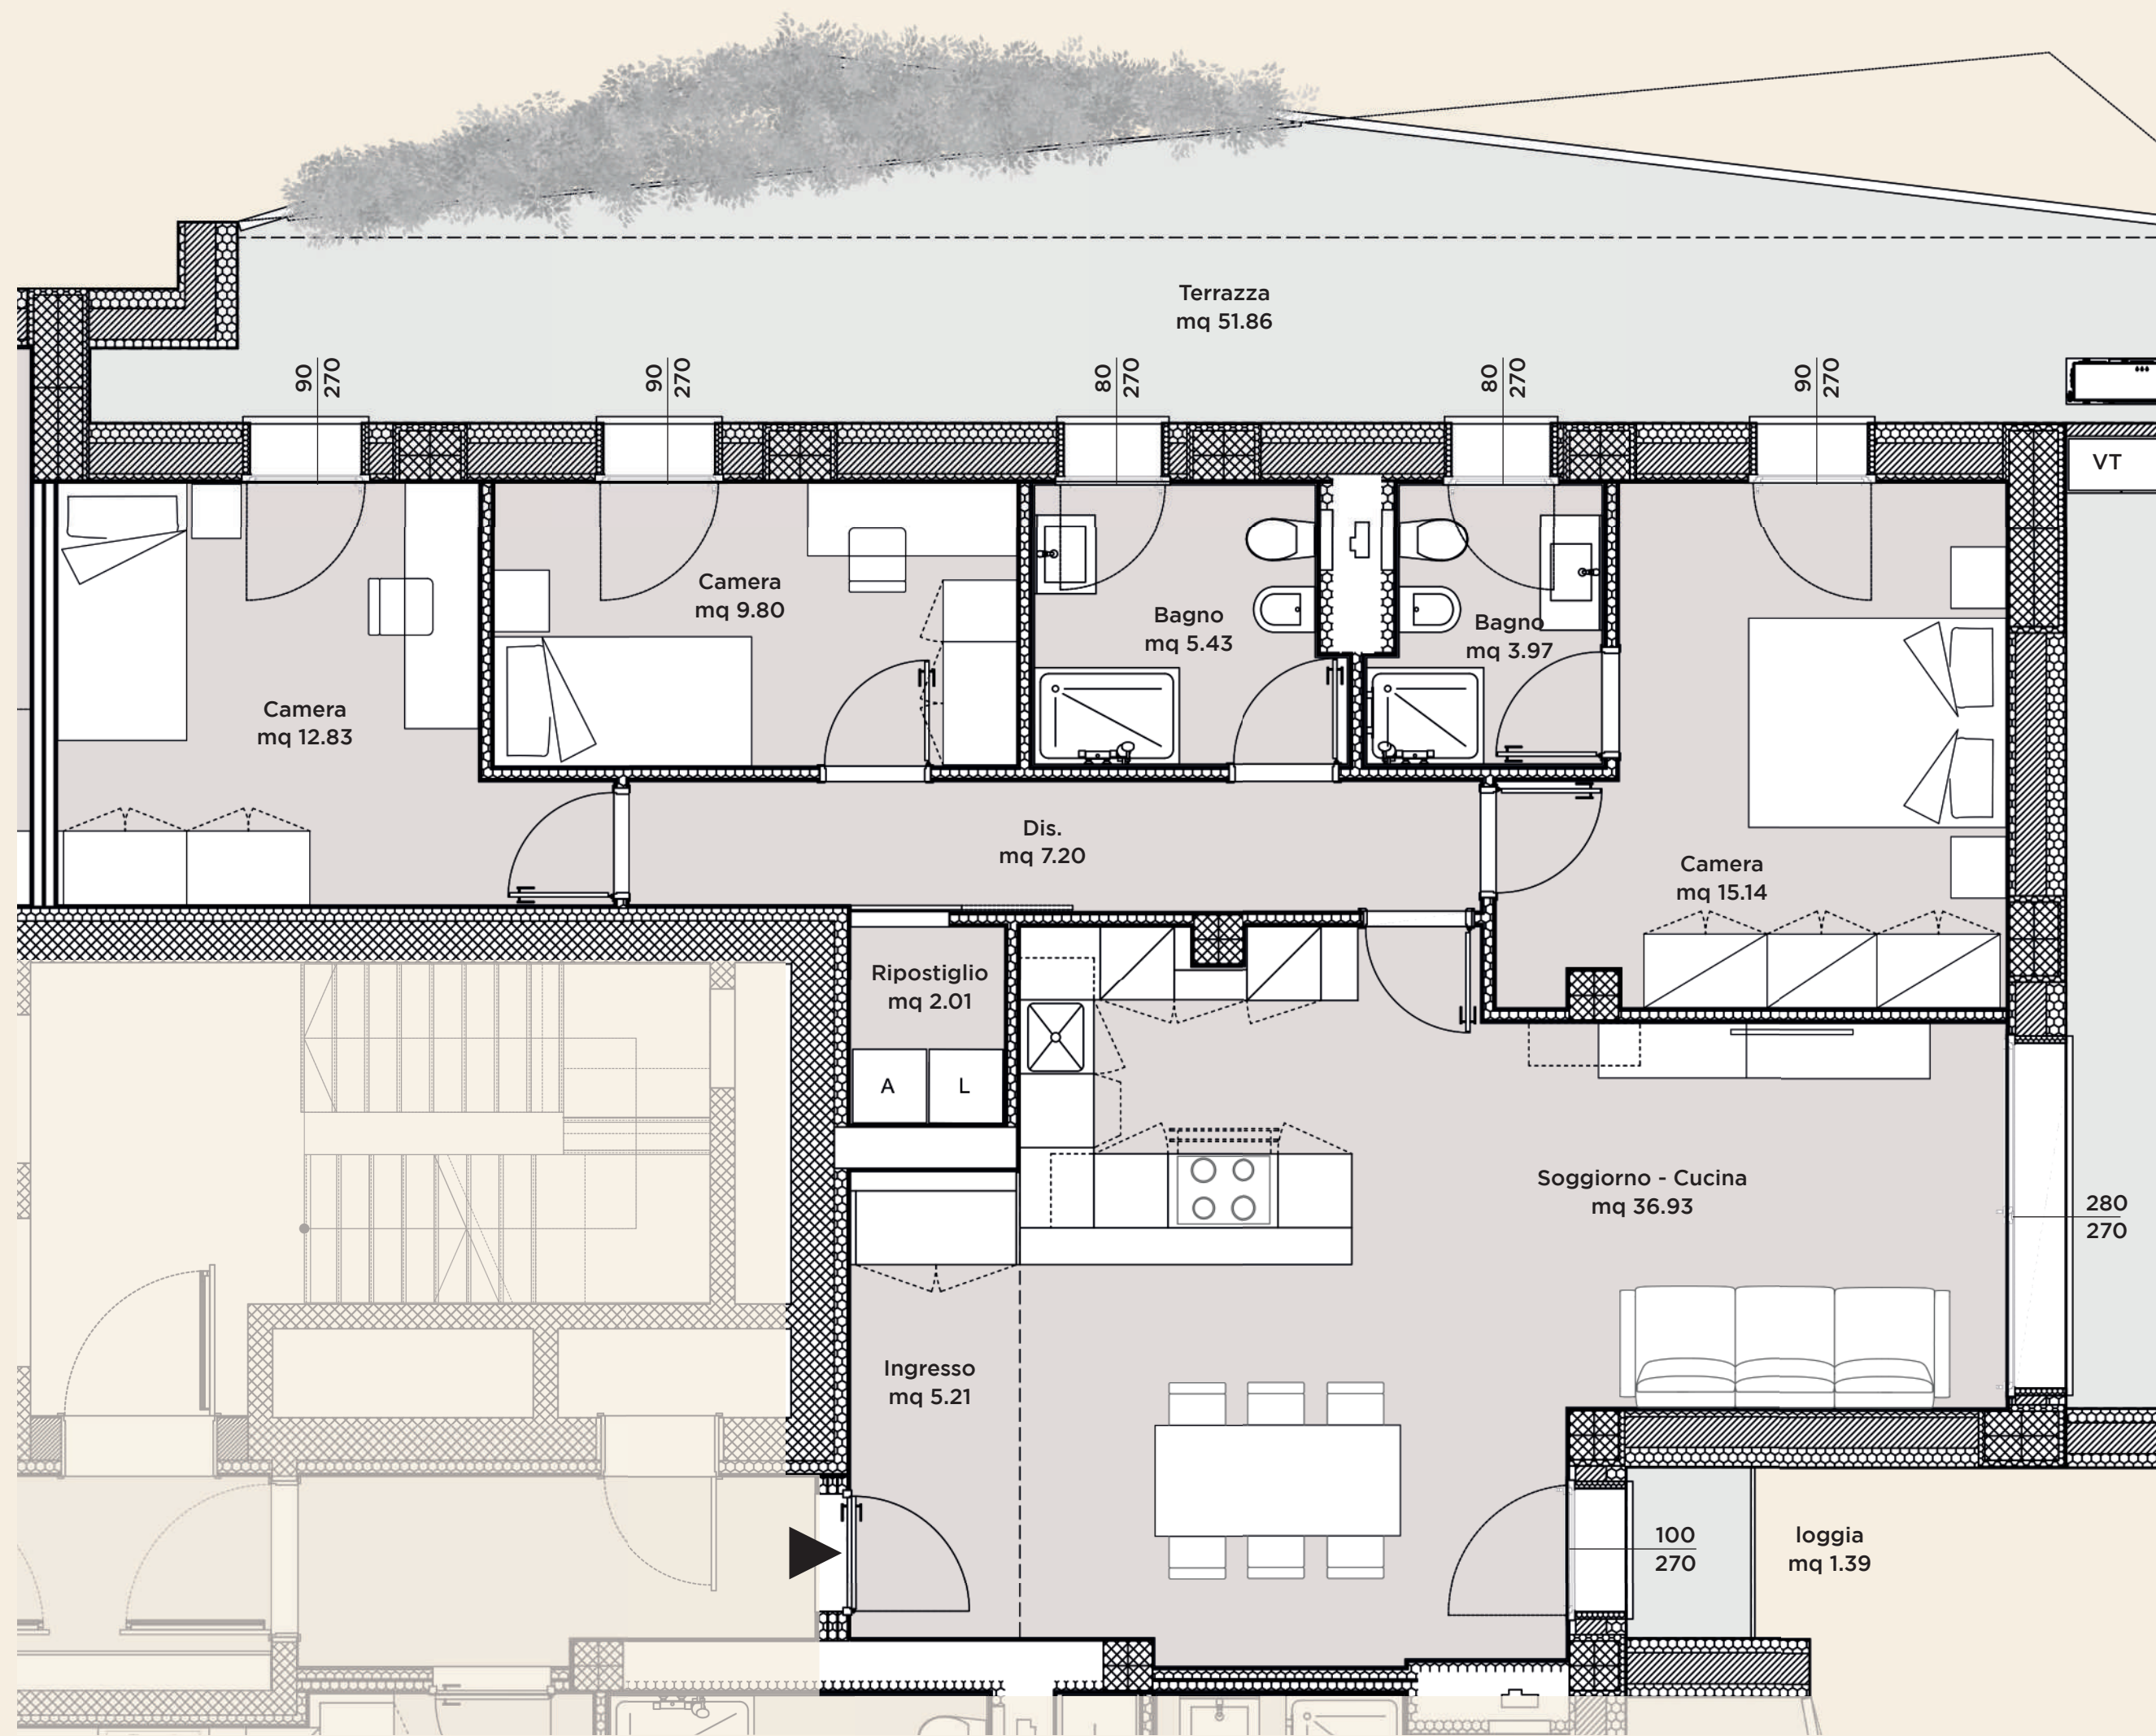 Terrazza
mq 51.86
90
270
90
270
80
270
80
270
90
270
VT
Camera
mq 9.80
Bagno
mq 5.43
Bagno
mq 3.97
Camera
mq 12.83
Dis.
mq 7.20
Camera
mq 15.14
Ripostiglio
mq 2.01
A
L
Soggiorno - Cucina
mq 36.93
280
270
Ingresso
mq 5.21
100
270
loggia
mq 1.39